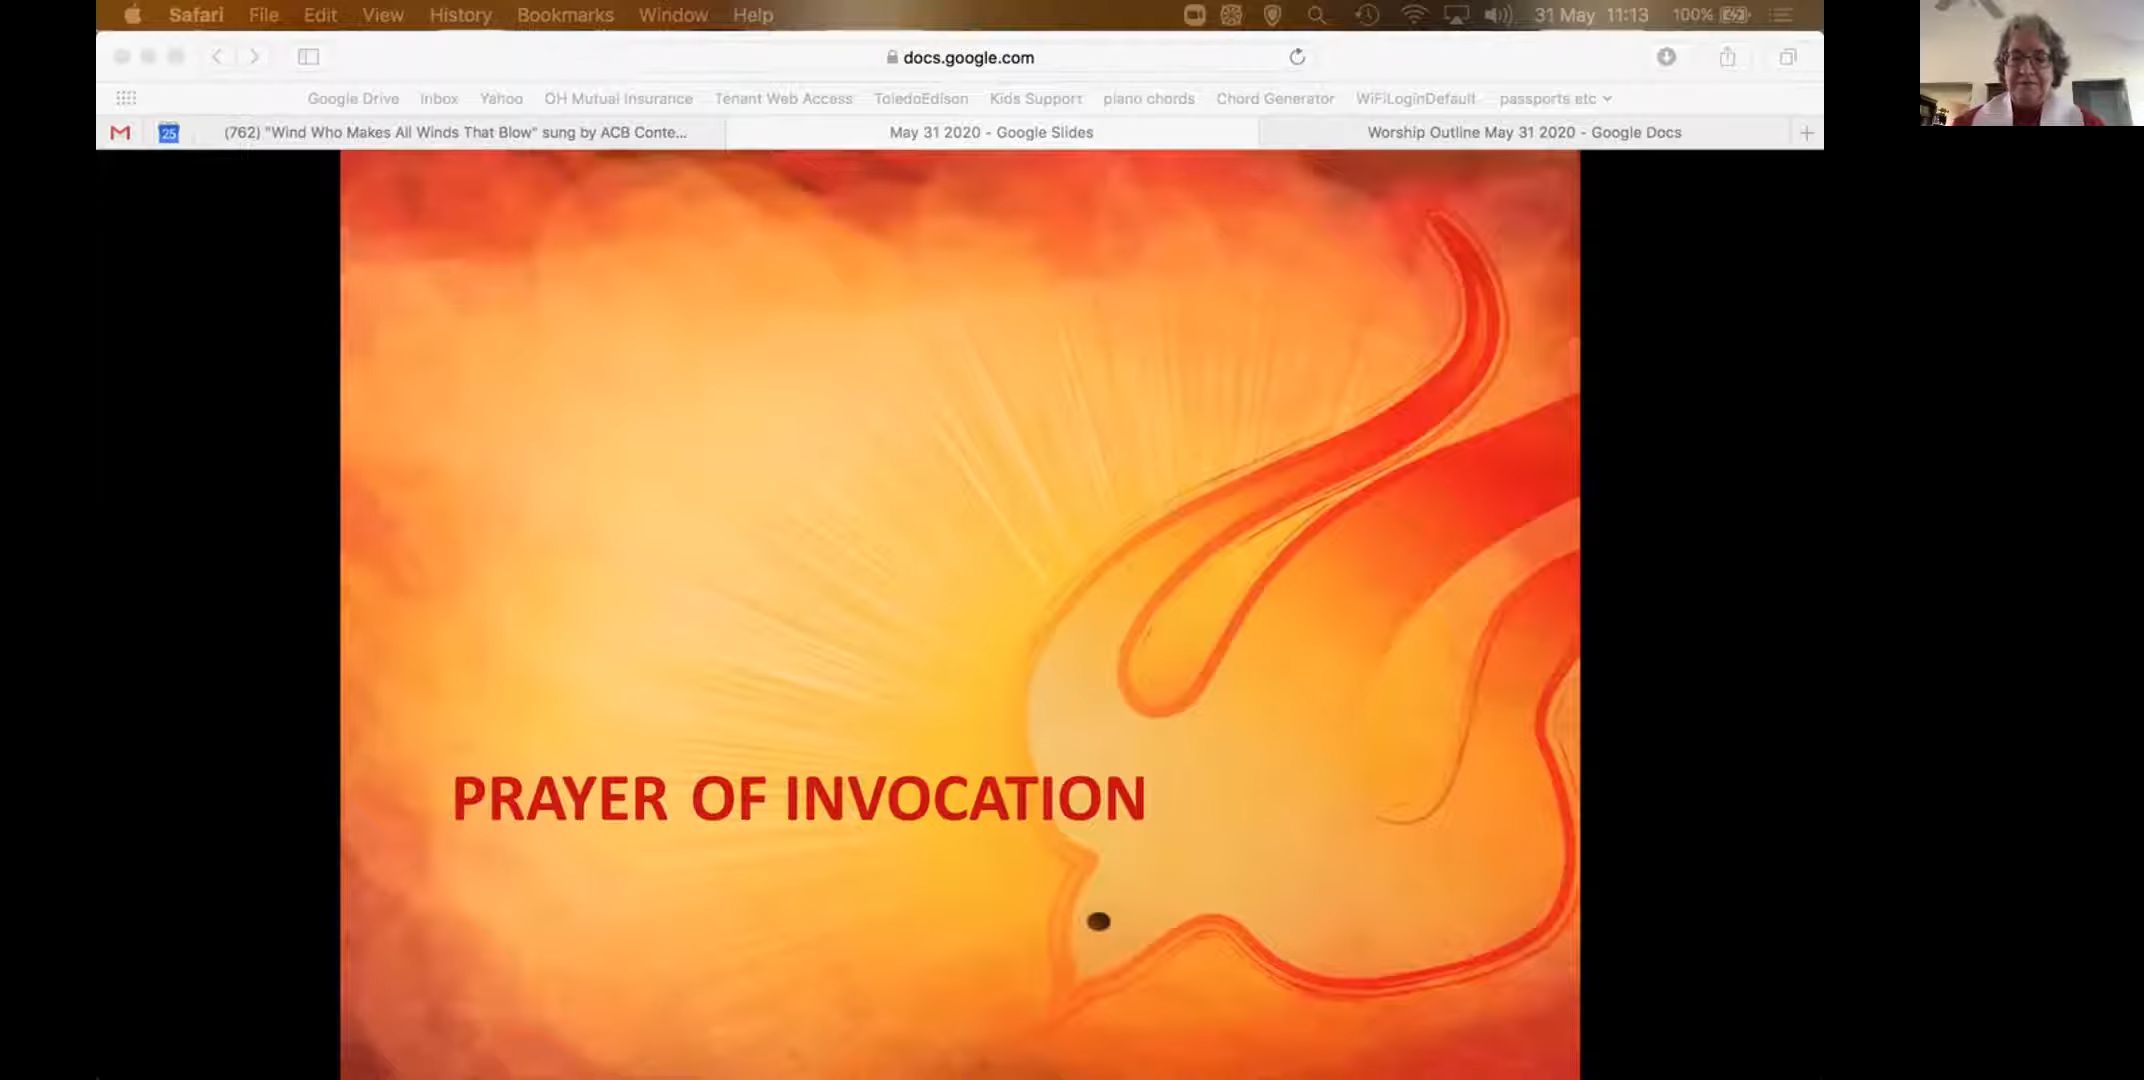 Safari File Edit View History Bookmarks Window Help 31 May 11:13 100%
docs.google.com
Google Drive Inbox Yahoo OH Mutual Insurance Tenant Web Access ToledoEdison Kids Support piano chords Chord Generator WiFiLoginDefault passports etc
25 (762) "Wind Who Makes All Winds That Blow" sung by ACB Conte... May 31 2020 - Google Slides Worship Outline May 31 2020 - Google Docs
PRAYER OF INVOCATION